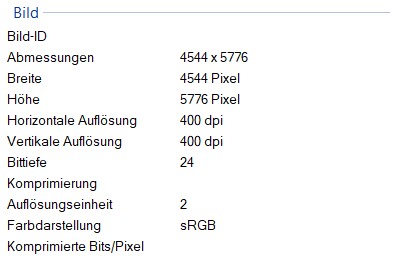 Bild
Bild-ID
Abmessungen 4544 x 5776
Breite 4544 Pixel
Höhe 5776 Pixel
Horizontale Auflösung 400 dpi
Vertikale Auflösung 400 dpi
Bittiefe 24
Komprimierung
Auflösungseinheit 2
Farbdarstellung sRGB
Komprimierte Bits/Pixel